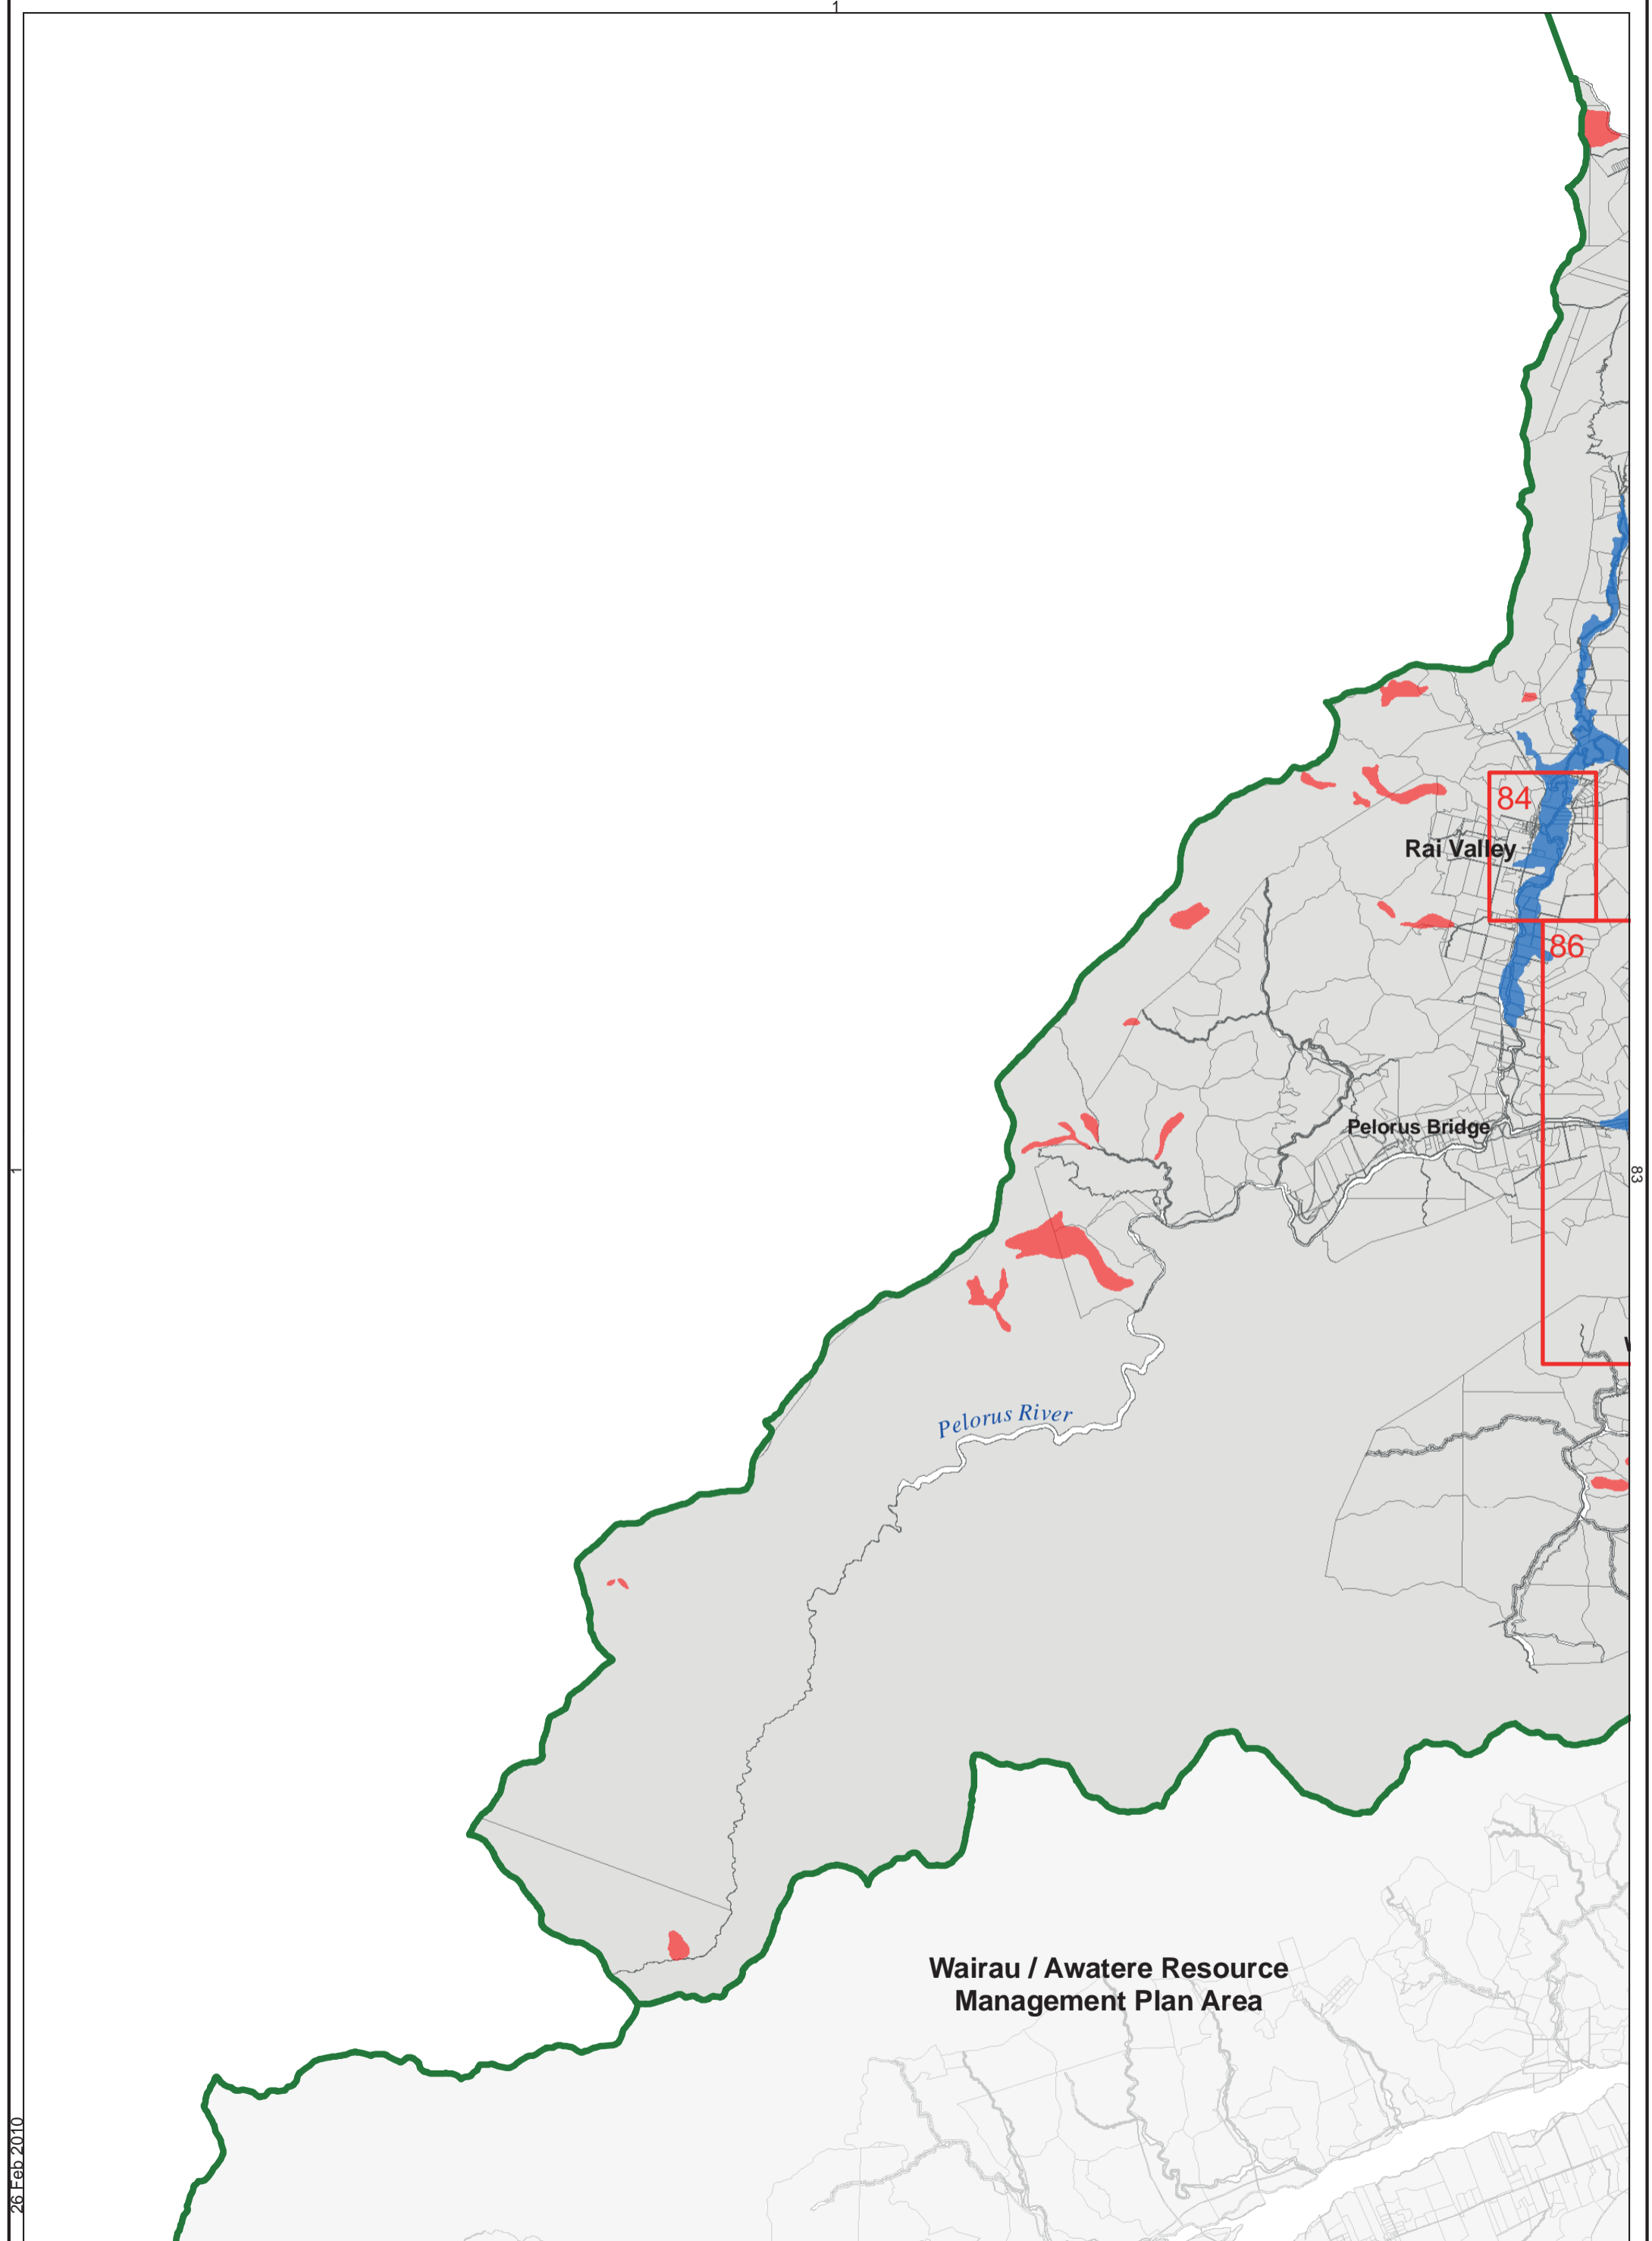 1
84
Rai Valley
86
Pelorus Bridge
1
83
Pelorus River
Wairau / Awatere Resource
Management Plan Area
26 Feb 2010